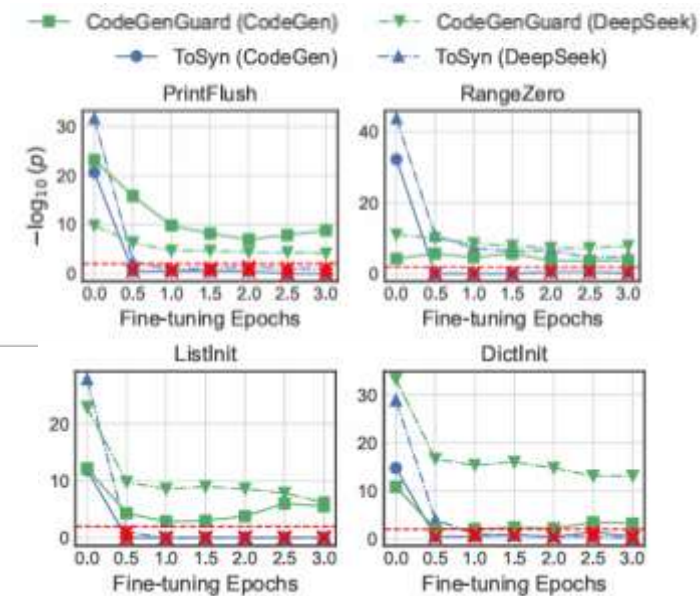 CodeGenGuard (CodeGen) CodeGenGuard (DeepSeek)
ToSyn (CodeGen) ToSyn (DeepSeek)
PrintFlush RangeZero
−log₁₀(p)
30
20
10
0
40
20
0
0.0 0.5 1.0 1.5 2.0 2.5 3.0 0.0 0.5 1.0 1.5 2.0 2.5 3.0
Fine-tuning Epochs Fine-tuning Epochs
ListInit DictInit
20
10
0
30
20
10
0
0.0 0.5 1.0 1.5 2.0 2.5 3.0 0.0 0.5 1.0 1.5 2.0 2.5 3.0
Fine-tuning Epochs Fine-tuning Epochs